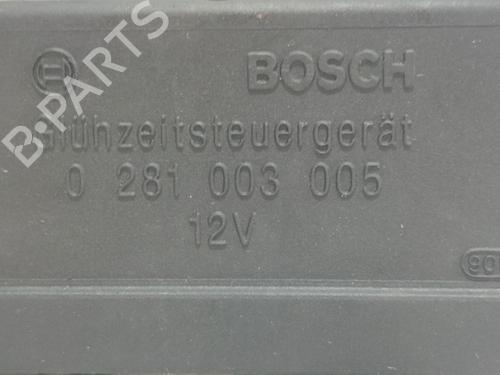 B-PARTS
BOSCH
Glühzeitsteuergerät
0 281 003 005
12V